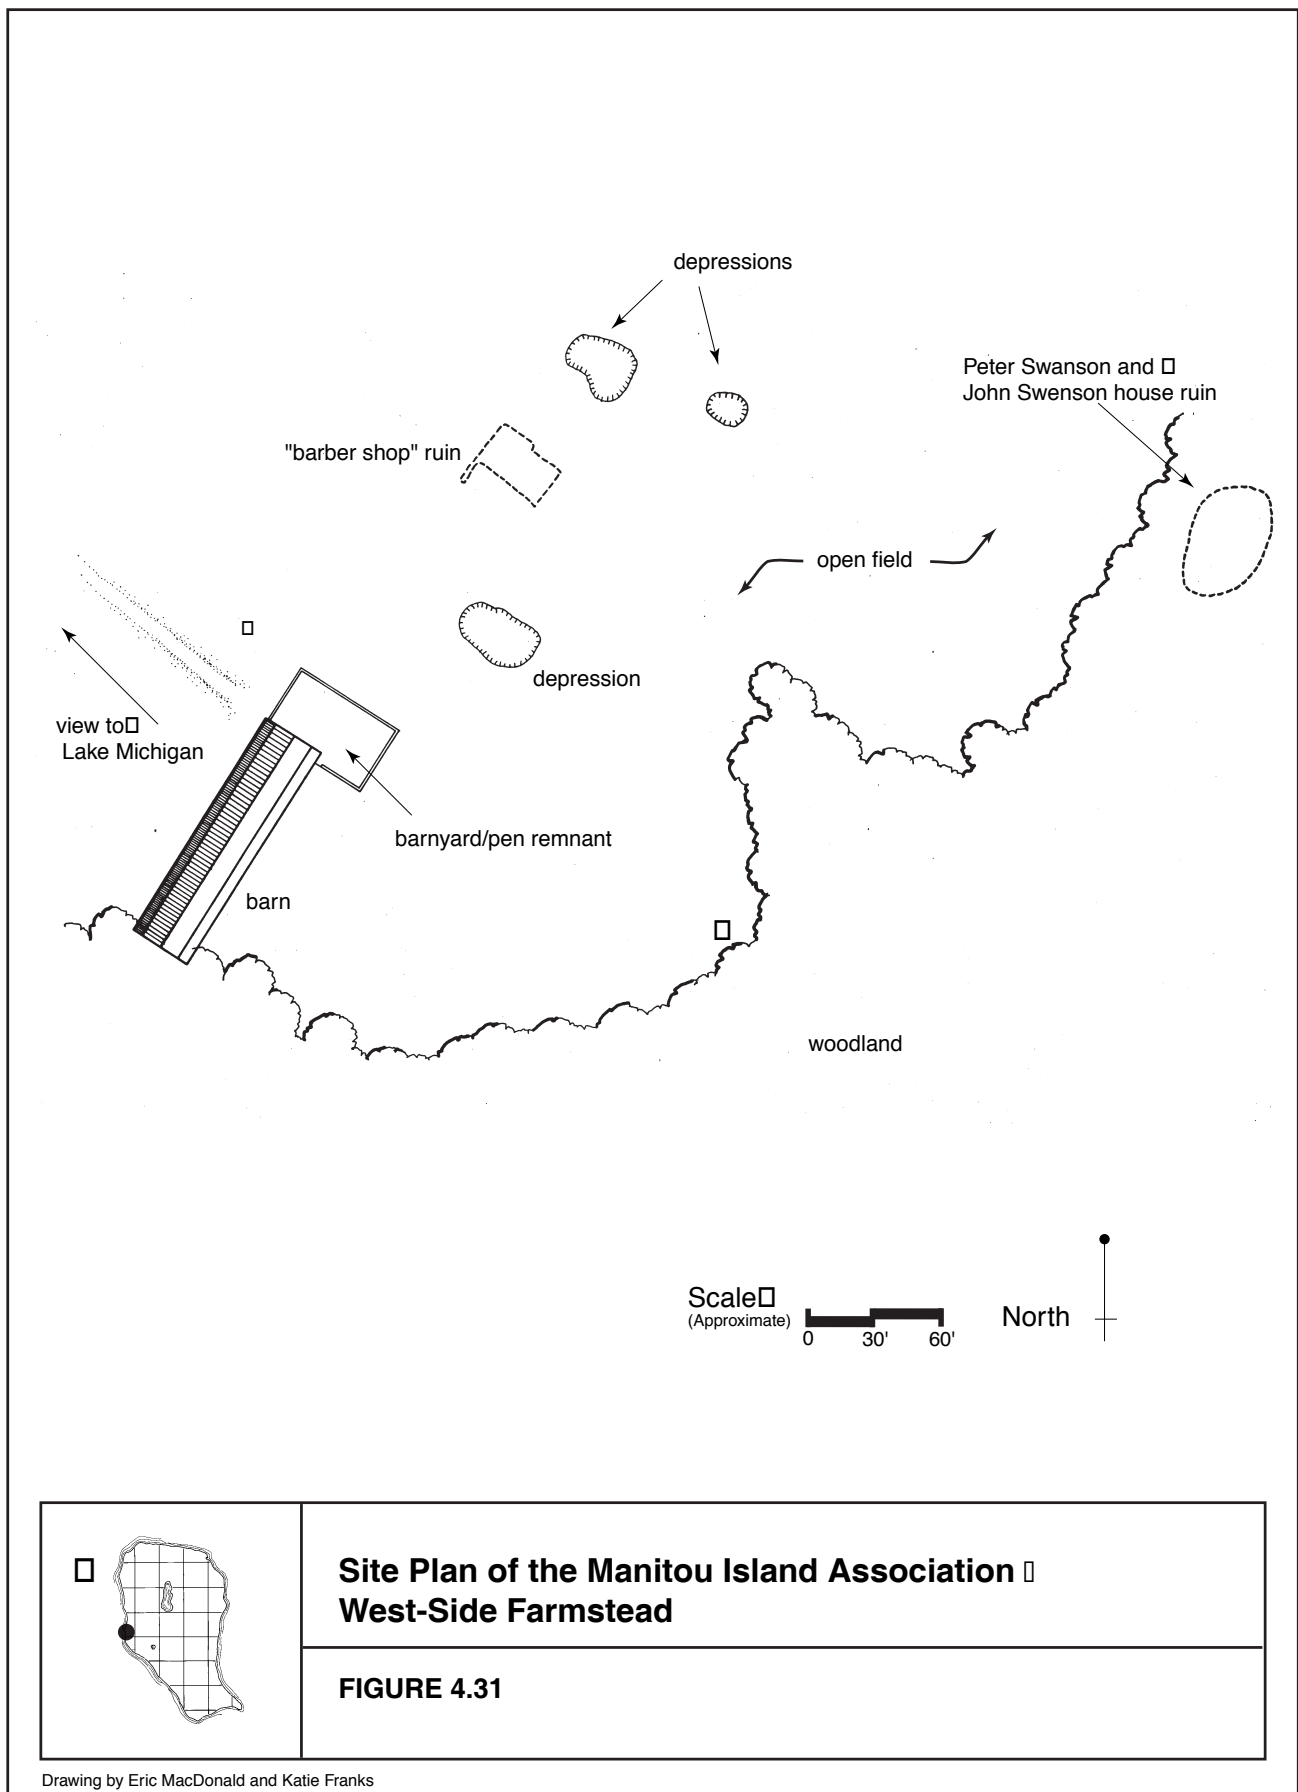 depressions
Peter Swanson and
John Swenson house ruin
"barber shop" ruin
open field
depression
view to
Lake Michigan
barnyard/pen remnant
barn
woodland
Scale
(Approximate)
0 30' 60'
North
Site Plan of the Manitou Island Association
West-Side Farmstead
FIGURE 4.31
Drawing by Eric MacDonald and Katie Franks